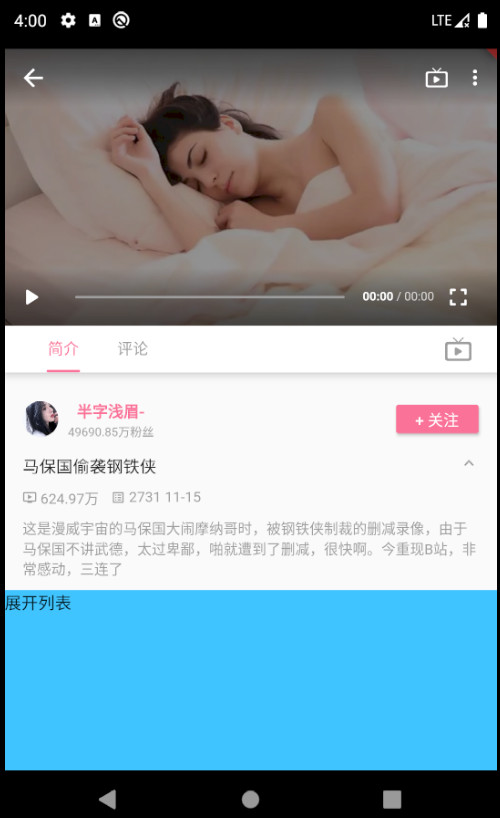 4:00
LTE
00:00 / 00:00
简介 评论
半字浅眉-
49690.85万粉丝
+ 关注
马保国偷袭钢铁侠
624.97万 2731 11-15
这是漫威宇宙的马保国大闹摩纳哥时，被钢铁侠制裁的删减录像，由于
马保国不讲武德，太过卑鄙，啪就遭到了删减，很快啊。今重现B站，非
常感动，三连了
展开列表